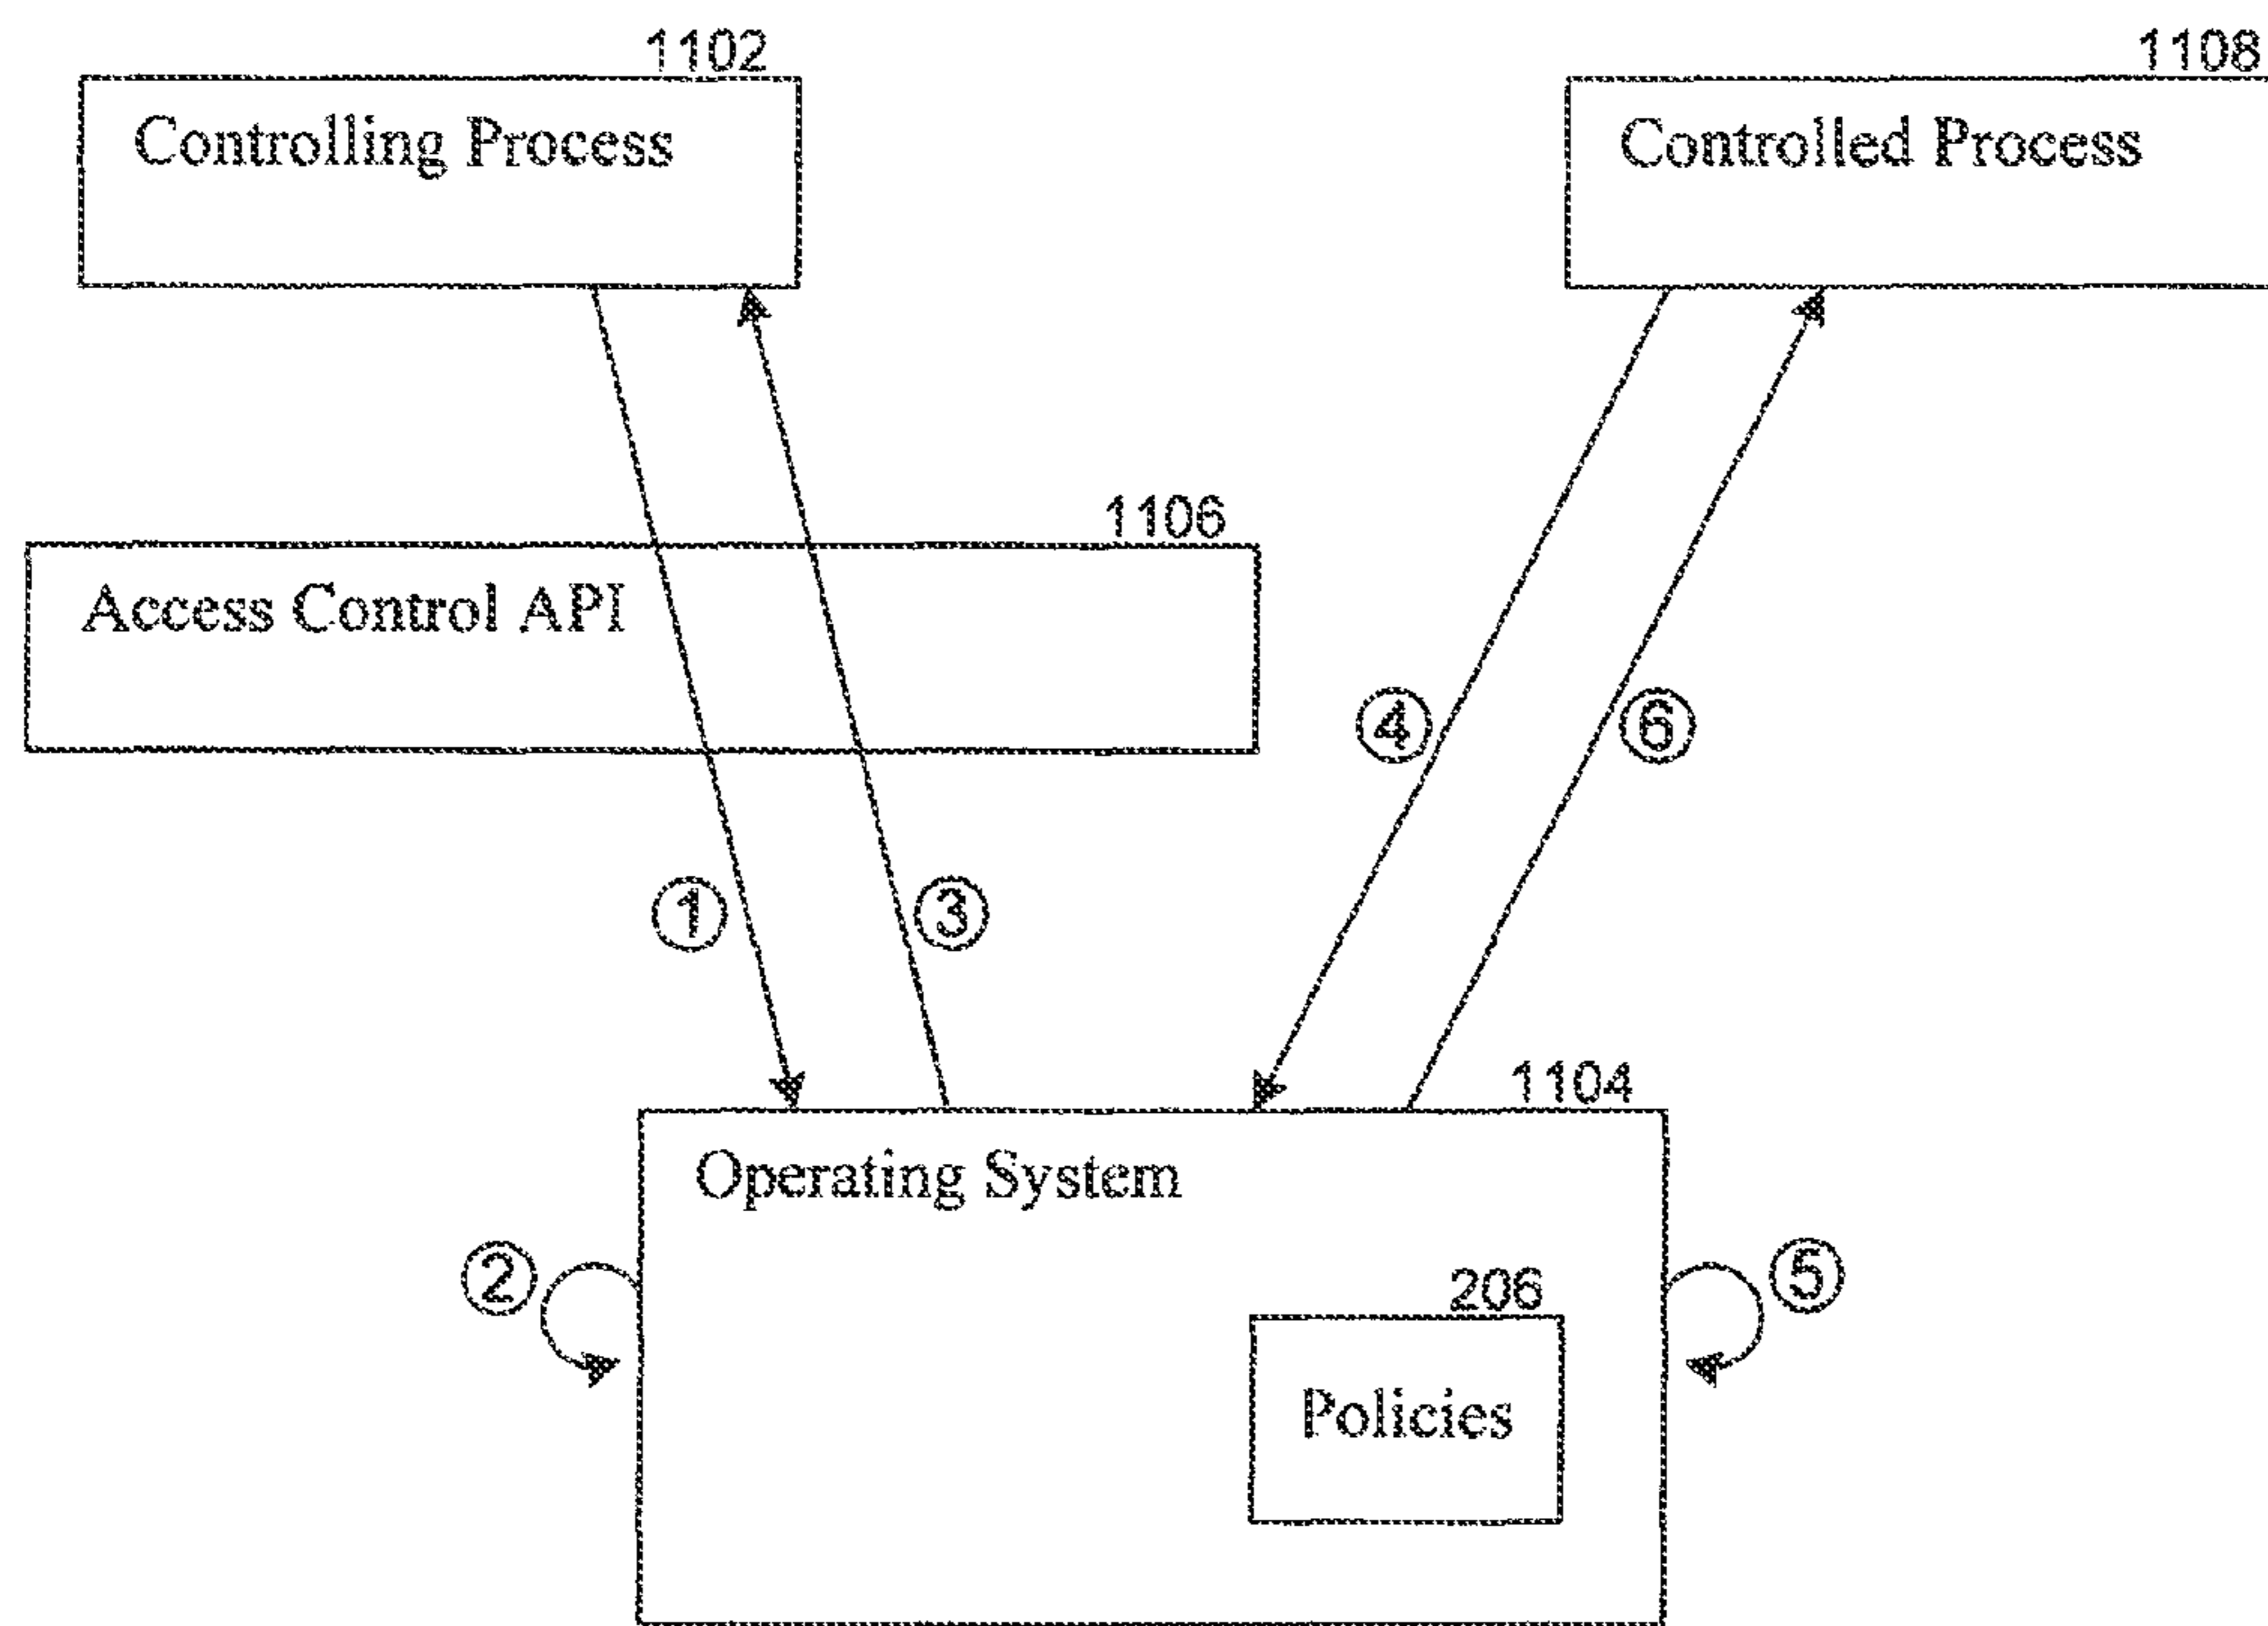 1102
Controlling Process
1108
Controlled Process
1106
Access Control API
④
⑥
①
③
1104
Operating System
②
⑤
206
Policies